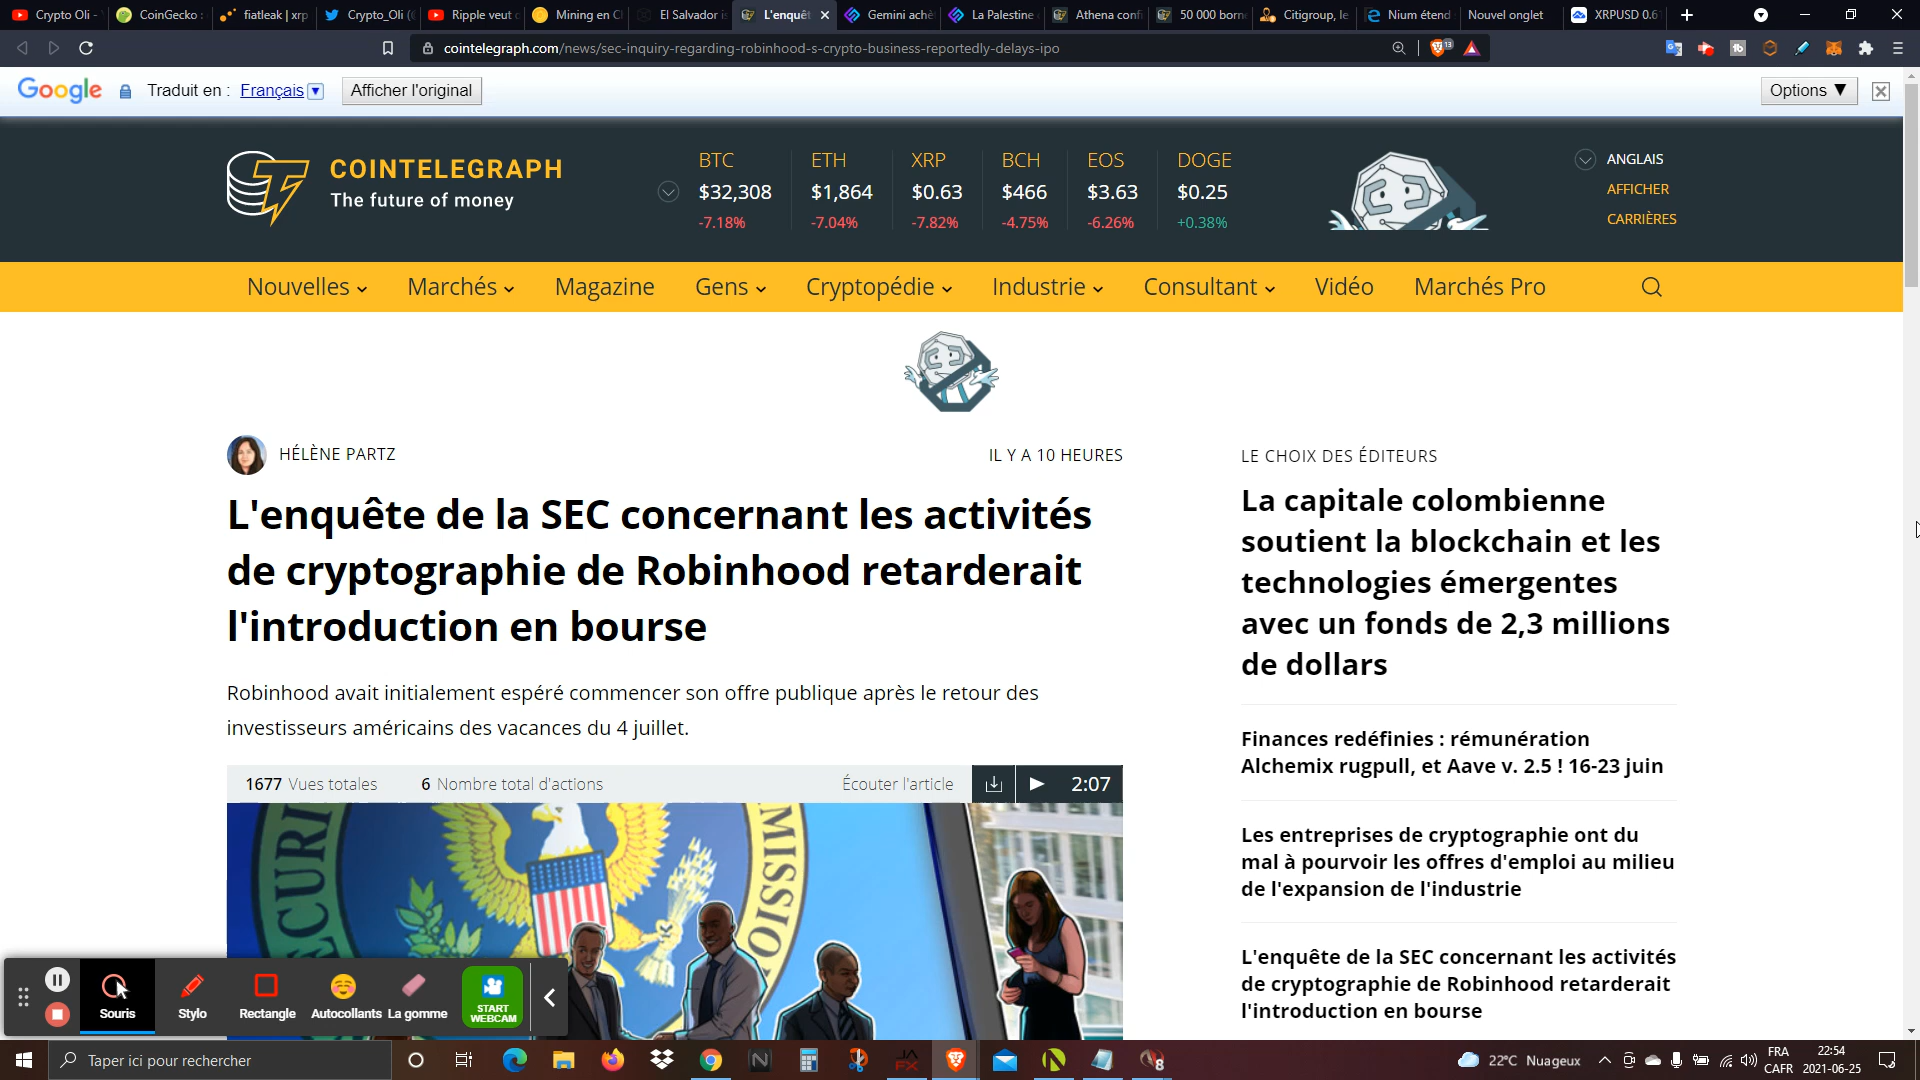 Crypto Oli -
CoinGecko
fiatleak | xrp
Crypto_Oli (
Ripple veut
Mining en C
El Salvador
L'enquêt
Gemini achè
La Palestine
Athena conf
50 000 born
Citigroup, le
Nium étend
Nouvel onglet
XRPUSD 0.6
cointelegraph.com/news/sec-inquiry-regarding-robinhood-s-crypto-business-reportedly-delays-ipo
13
Google Traduit en : Français Afficher l'original Options ▼
COINTELEGRAPH
The future of money
BTC ETH XRP BCH EOS DOGE
$32,308 $1,864 $0.63 $466 $3.63 $0.25
-7.18% -7.04% -7.82% -4.75% -6.26% +0.38%
ANGLAIS
AFFICHER
CARRIÈRES
Nouvelles Marchés Magazine Gens Cryptopédie Industrie Consultant Vidéo Marchés Pro
HÉLÈNE PARTZ
IL Y A 10 HEURES
L'enquête de la SEC concernant les activités
de cryptographie de Robinhood retarderait
l'introduction en bourse
Robinhood avait initialement espéré commencer son offre publique après le retour des
investisseurs américains des vacances du 4 juillet.
1677 Vues totales 6 Nombre total d'actions Écouter l'article 2:07
SECURI
MISSION
LE CHOIX DES ÉDITEURS
La capitale colombienne
soutient la blockchain et les
technologies émergentes
avec un fonds de 2,3 millions
de dollars
Finances redéfinies : rémunération
Alchemix rugpull, et Aave v. 2.5 ! 16-23 juin
Les entreprises de cryptographie ont du
mal à pourvoir les offres d'emploi au milieu
de l'expansion de l'industrie
L'enquête de la SEC concernant les activités
de cryptographie de Robinhood retarderait
l'introduction en bourse
Souris Stylo Rectangle Autocollants La gomme START
WEBCAM
Taper ici pour rechercher
22°C Nuageux
FRA
CAFR
22:54
2021-06-25